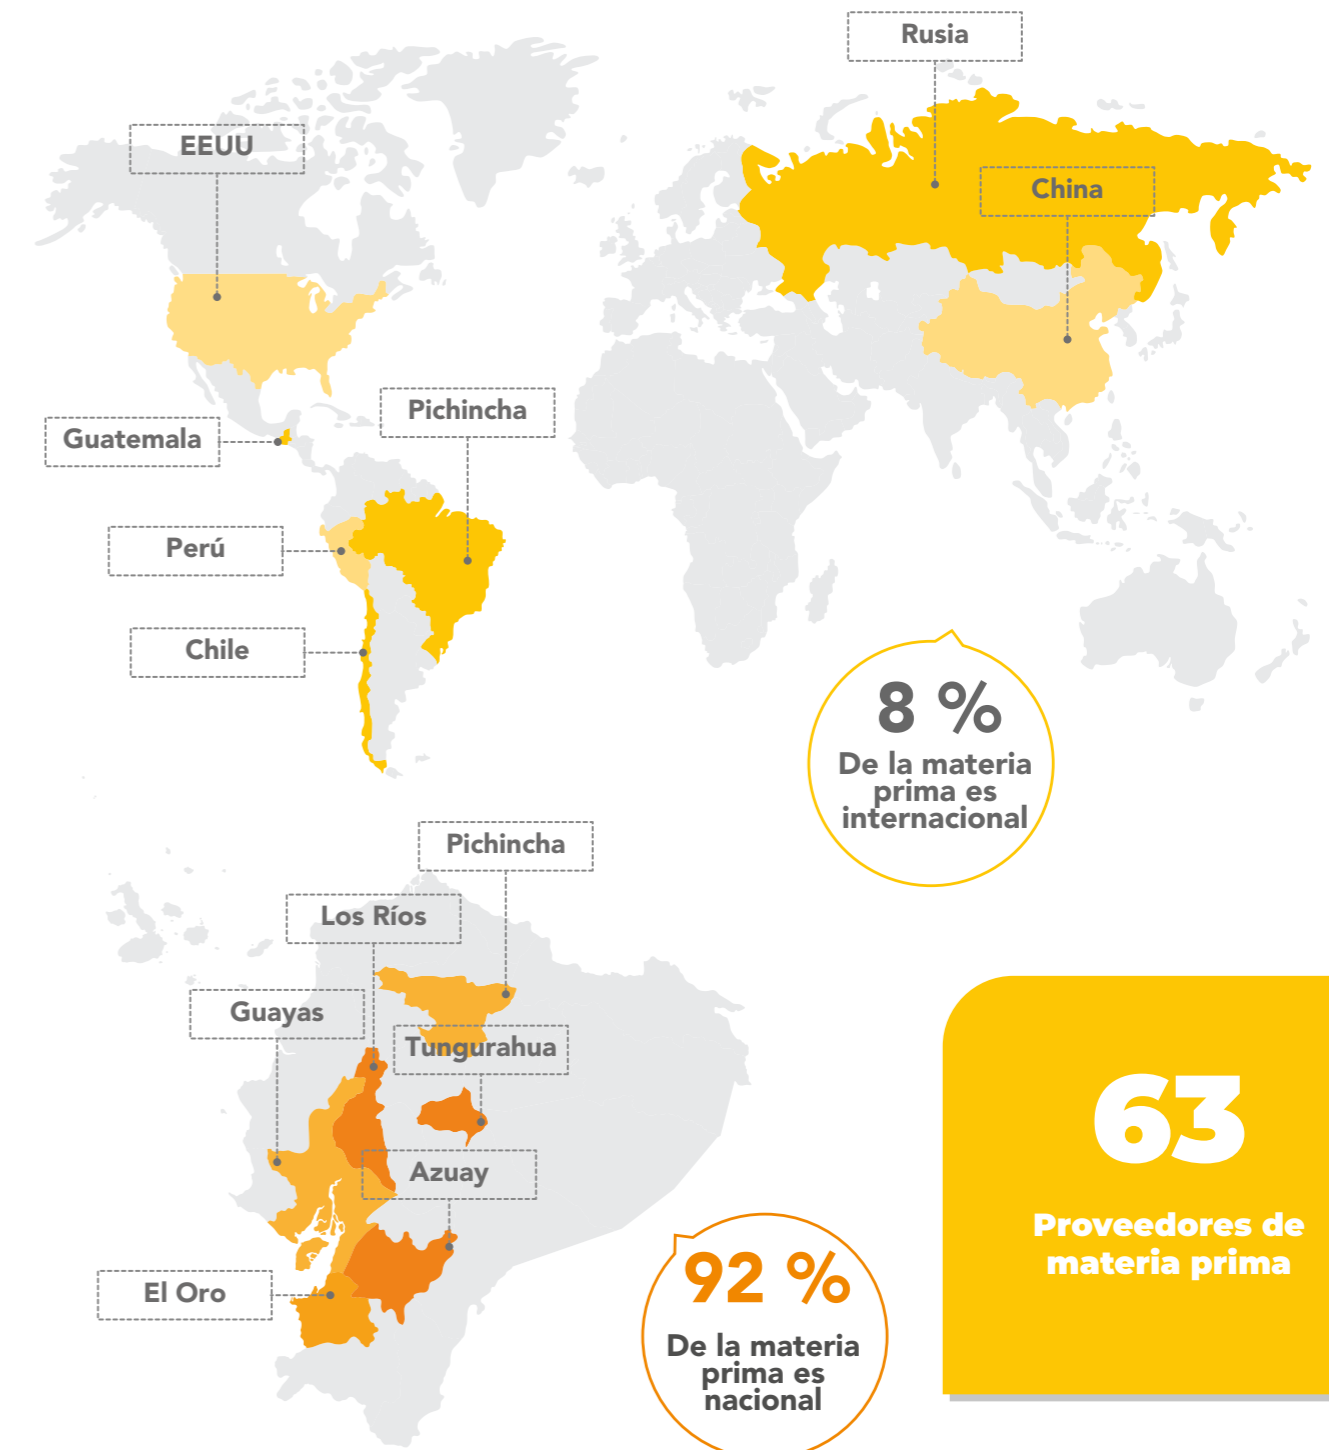 Rusia
EEUU
China
Pichincha
Guatemala
Perú
Chile
8 %
De la materia
prima es
internacional
Pichincha
Los Ríos
Guayas
Tungurahua
Azuay
El Oro
92 %
De la materia
prima es
nacional
63
Proveedores de
materia prima